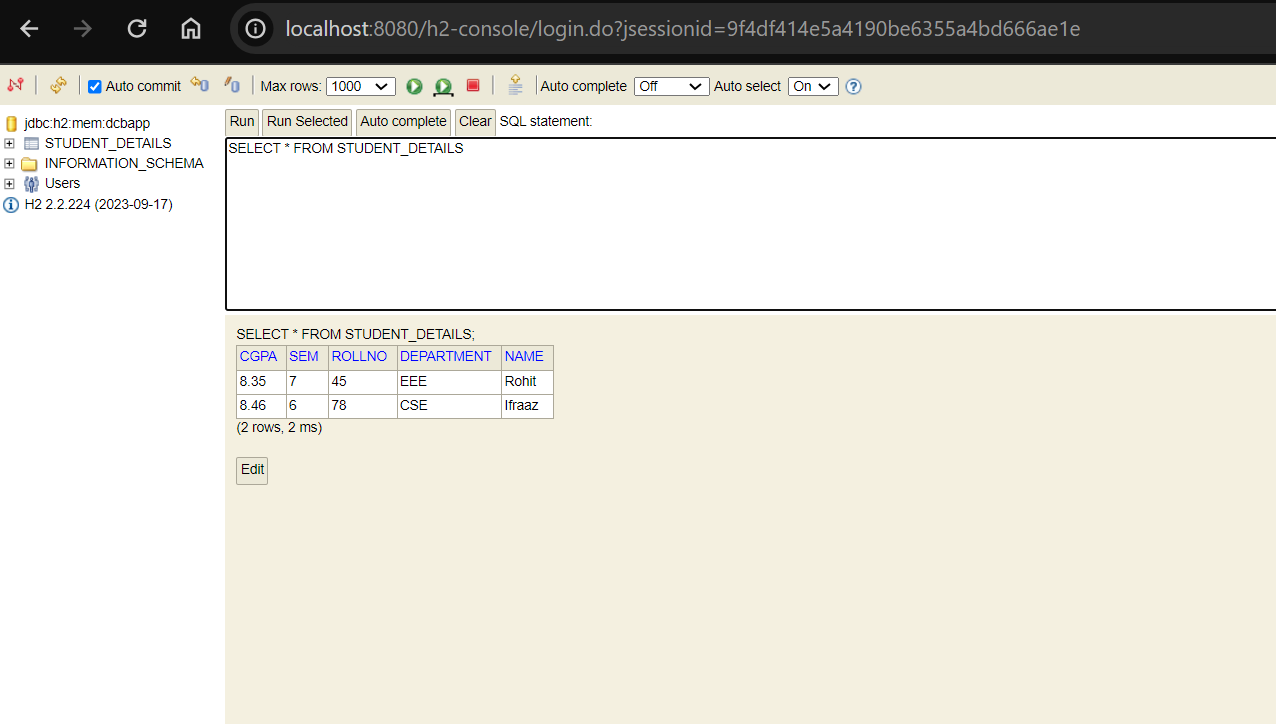 localhost:8080/h2-console/login.do?jsessionid=9f4df414e5a4190be6355a4bd666ae1e
Auto commit Max rows: 1000 Auto complete Off Auto select On ?
jdbc:h2:mem:dcbapp
STUDENT_DETAILS
INFORMATION_SCHEMA
Users
H2 2.2.224 (2023-09-17)
Run Run Selected Auto complete Clear SQL statement:
SELECT * FROM STUDENT_DETAILS
SELECT * FROM STUDENT_DETAILS;
CGPA SEM ROLLNO DEPARTMENT NAME
8.35 7 45 EEE Rohit
8.46 6 78 CSE Ifraaz
(2 rows, 2 ms)
Edit